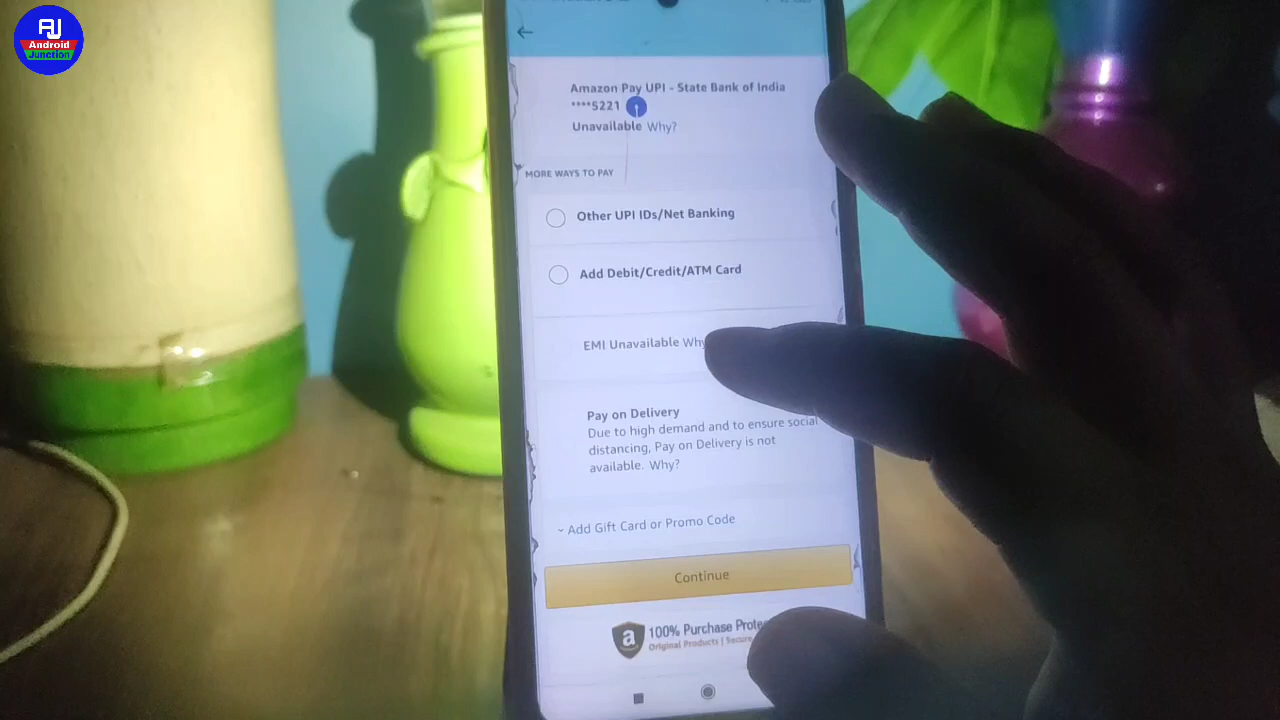 AJ
Android
Junction
Amazon Pay UPI - State Bank of India
****5221
Unavailable Why?
MORE WAYS TO PAY
Other UPI IDs/Net Banking
Add Debit/Credit/ATM Card
EMI Unavailable Why
Pay on Delivery
Due to high demand and to ensure social
distancing, Pay on Delivery is not
available. Why?
Add Gift Card or Promo Code
Continue
a
100% Purchase
Original Products | Secure